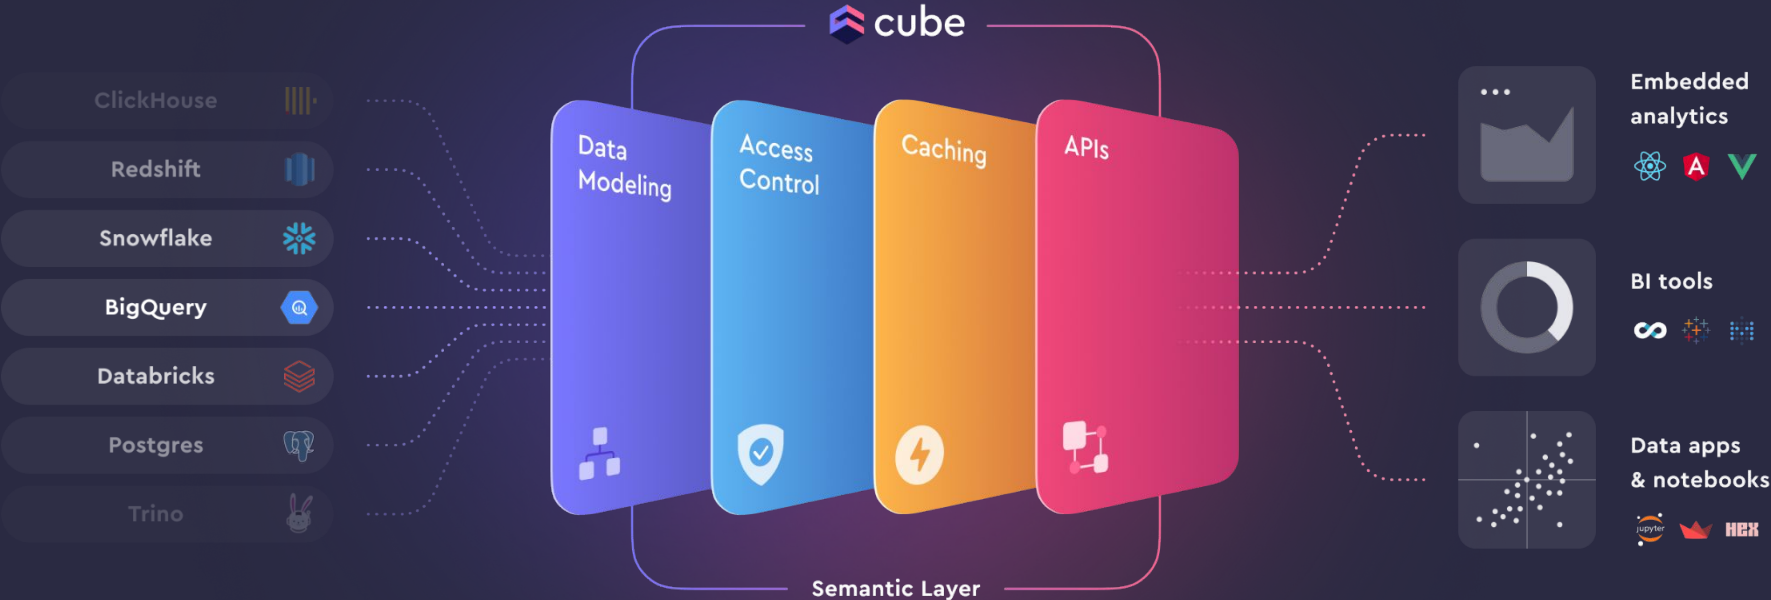 cube
ClickHouse
Redshift
Snowflake
BigQuery
Databricks
Postgres
Trino
Data
Modeling
Access
Control
Caching
APIs
Embedded
analytics
A
BI tools
Data apps
& notebooks
jupyter
HEX
Semantic Layer